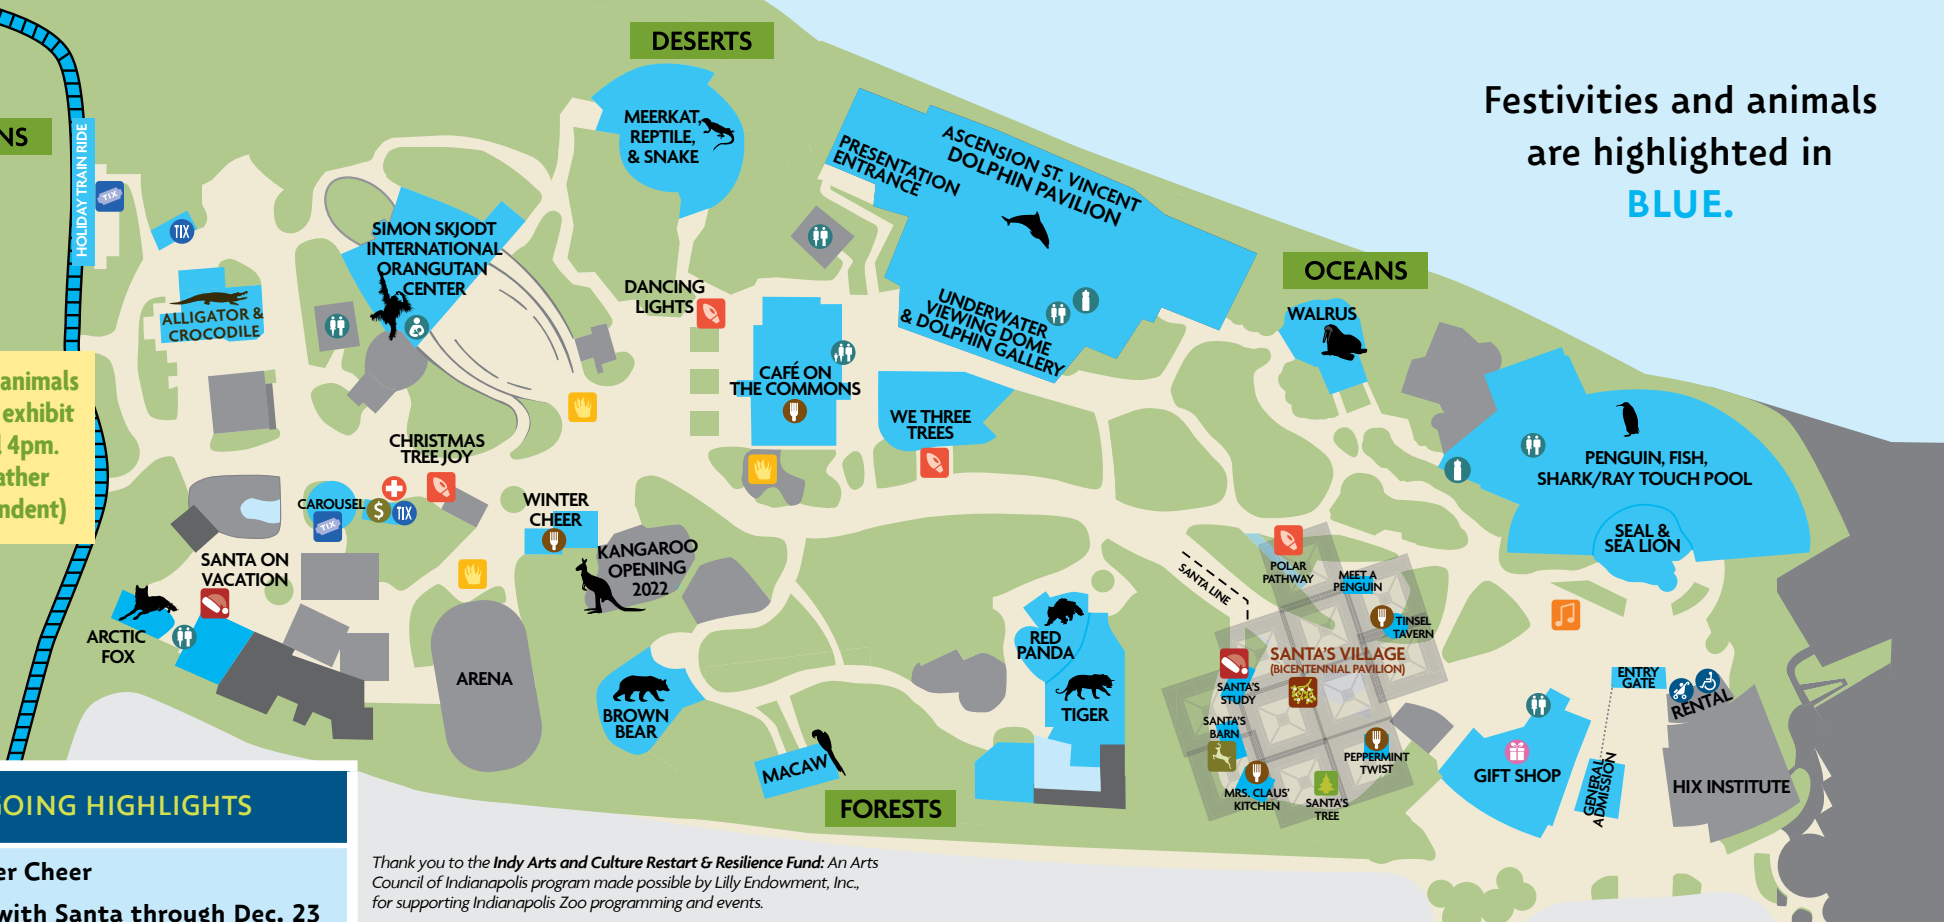 DESERTS
Festivities and animals
are highlighted in
BLUE.
NS
HOLIDAY TRAIN RIDE
TIX
TIX
MEERKAT,
REPTILE,
& SNAKE
PRESENTATION
ENTRANCE
ASCENSION ST. VINCENT
DOLPHIN PAVILION
UNDERWATER
VIEWING DOME
& DOLPHIN GALLERY
SIMON SKJODT
INTERNATIONAL
ORANGUTAN
CENTER
ALLIGATOR &
CROCODILE
DANCING
LIGHTS
OCEANS
WALRUS
CAFÉ ON
THE COMMONS
WE THREE
TREES
animals
exhibit
l 4pm.
ather
ndent)
CHRISTMAS
TREE JOY
CAROUSEL
TIX
$
TIX
WINTER
CHEER
KANGAROO
OPENING
2022
PENGUIN, FISH,
SHARK/RAY TOUCH POOL
SEAL &
SEA LION
SANTA ON
VACATION
ARCTIC
FOX
ARENA
BROWN
BEAR
MACAW
RED
PANDA
TIGER
FORESTS
SANTA LINE
POLAR
PATHWAY
MEET A
PENGUIN
TINSEL
TAVERN
SANTA'S VILLAGE
(BICENTENNIAL PAVILION)
SANTA'S
STUDY
SANTA'S
BARN
MRS. CLAUS'
KITCHEN
SANTA'S
TREE
PEPPERMINT
TWIST
ENTRY
GATE
RENTAL
GIFT SHOP
GENERAL
ADMISSION
HIX INSTITUTE
GOING HIGHLIGHTS
er Cheer
with Santa through Dec. 23
Thank you to the Indy Arts and Culture Restart & Resilience Fund: An Arts
Council of Indianapolis program made possible by Lilly Endowment, Inc.,
for supporting Indianapolis Zoo programming and events.